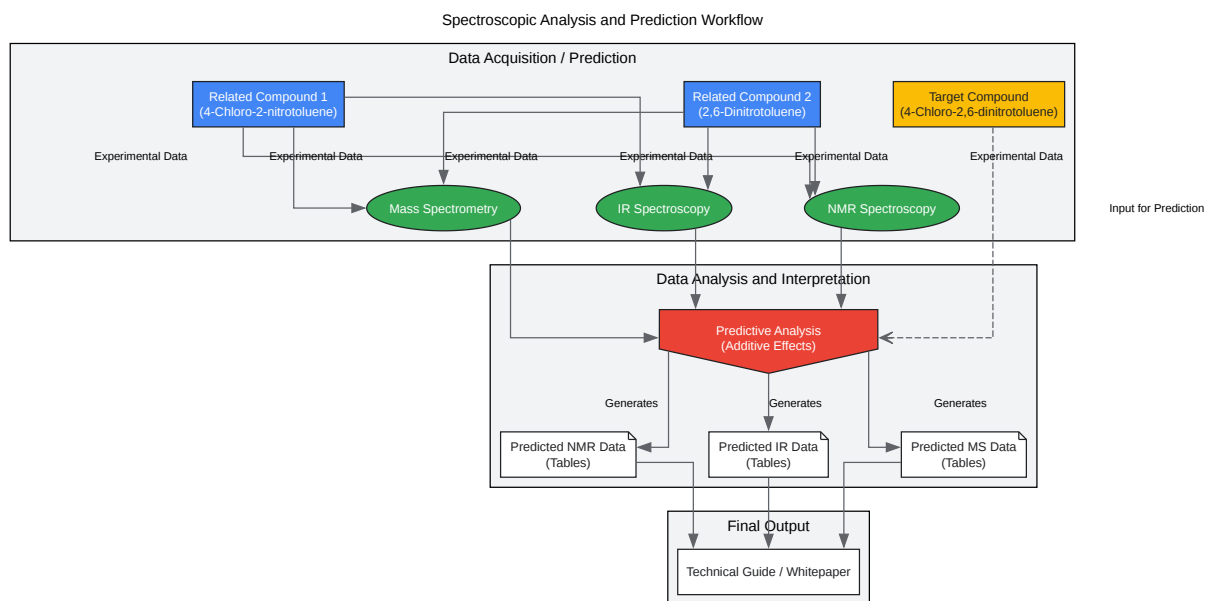 Spectroscopic Analysis and Prediction Workflow
Data Acquisition / Prediction
Related Compound 1
(4-Chloro-2-nitrotoluene)
Related Compound 2
(2,6-Dinitrotoluene)
Target Compound
(4-Chloro-2,6-dinitrotoluene)
Experimental Data
Experimental Data
Experimental Data
Experimental Data
Experimental Data
Experimental Data
Mass Spectrometry
IR Spectroscopy
NMR Spectroscopy
Input for Prediction
Data Analysis and Interpretation
Predictive Analysis
(Additive Effects)
Generates
Generates
Generates
Predicted NMR Data
(Tables)
Predicted IR Data
(Tables)
Predicted MS Data
(Tables)
Final Output
Technical Guide / Whitepaper